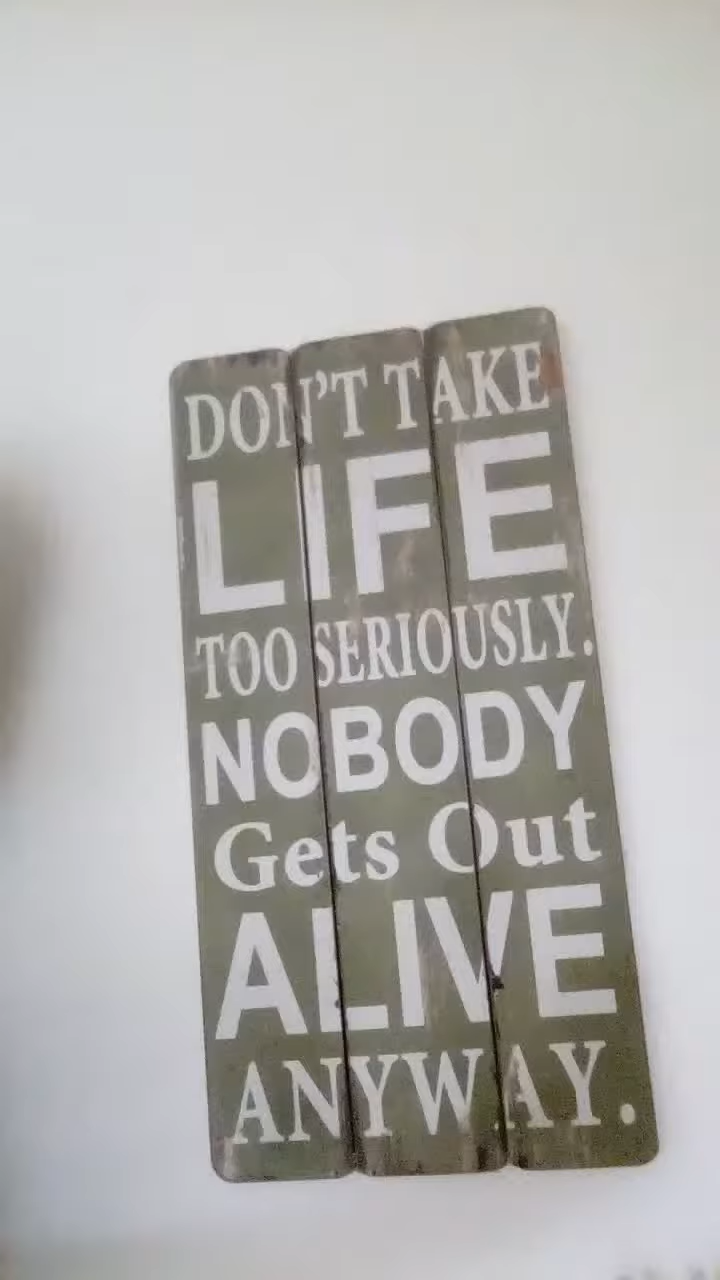 DON'T TAKE
LIFE
TOO SERIOUSLY.
NOBODY
Gets Out
ALIVE
ANYWAY.